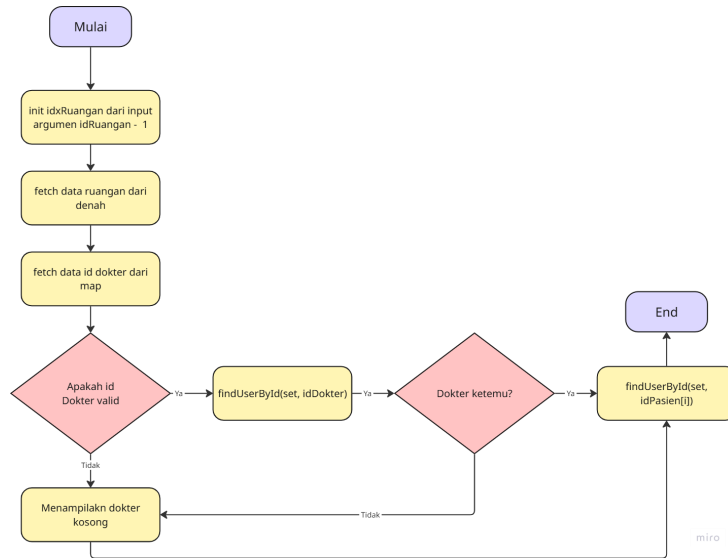 Mulai
init idxRuangan dari input
argumen idRuangan - 1
fetch data ruangan dari
denah
fetch data id dokter dari
map
Apakah id
Dokter valid
Ya
findUserById(set, idDokter)
Ya
Dokter ketemu?
Ya
findUserById(set,
idPasien[i])
End
Tidak
Menampilakn dokter
kosong
Tidak
miro